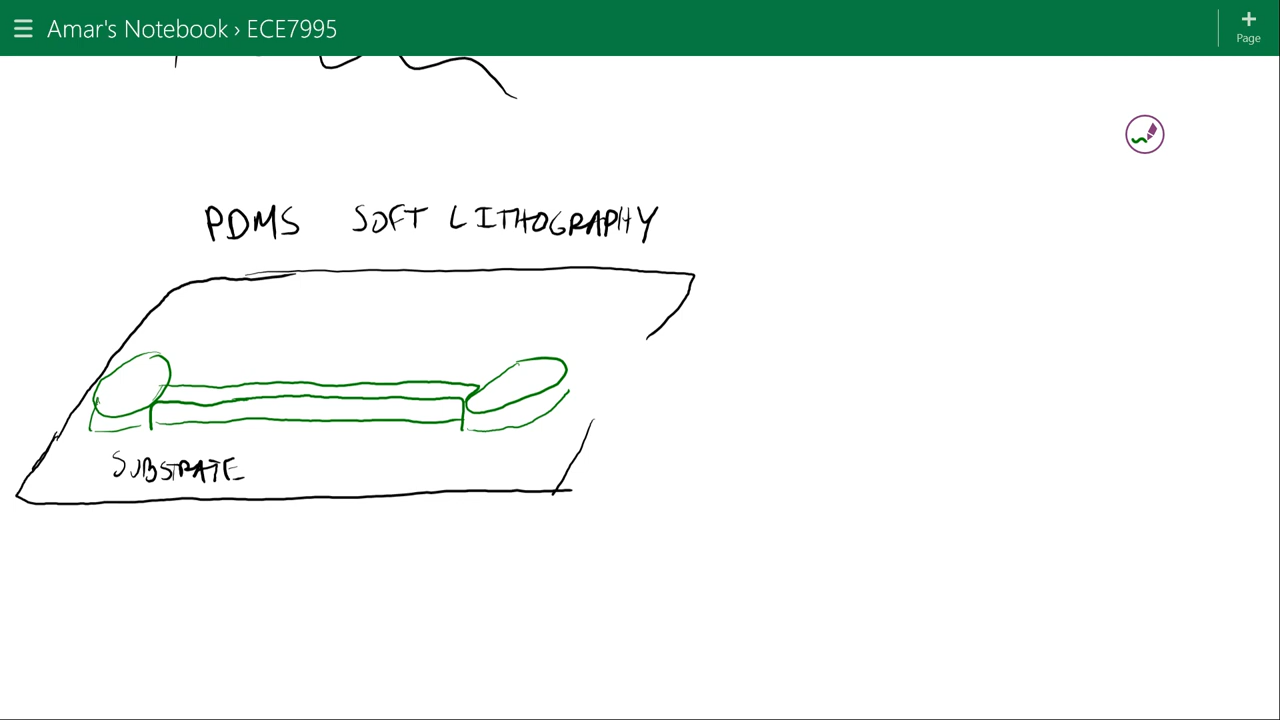 Amar's Notebook › ECE7995
Page
PDMS SOFT LITHOGRAPHY
SUBSTRATE